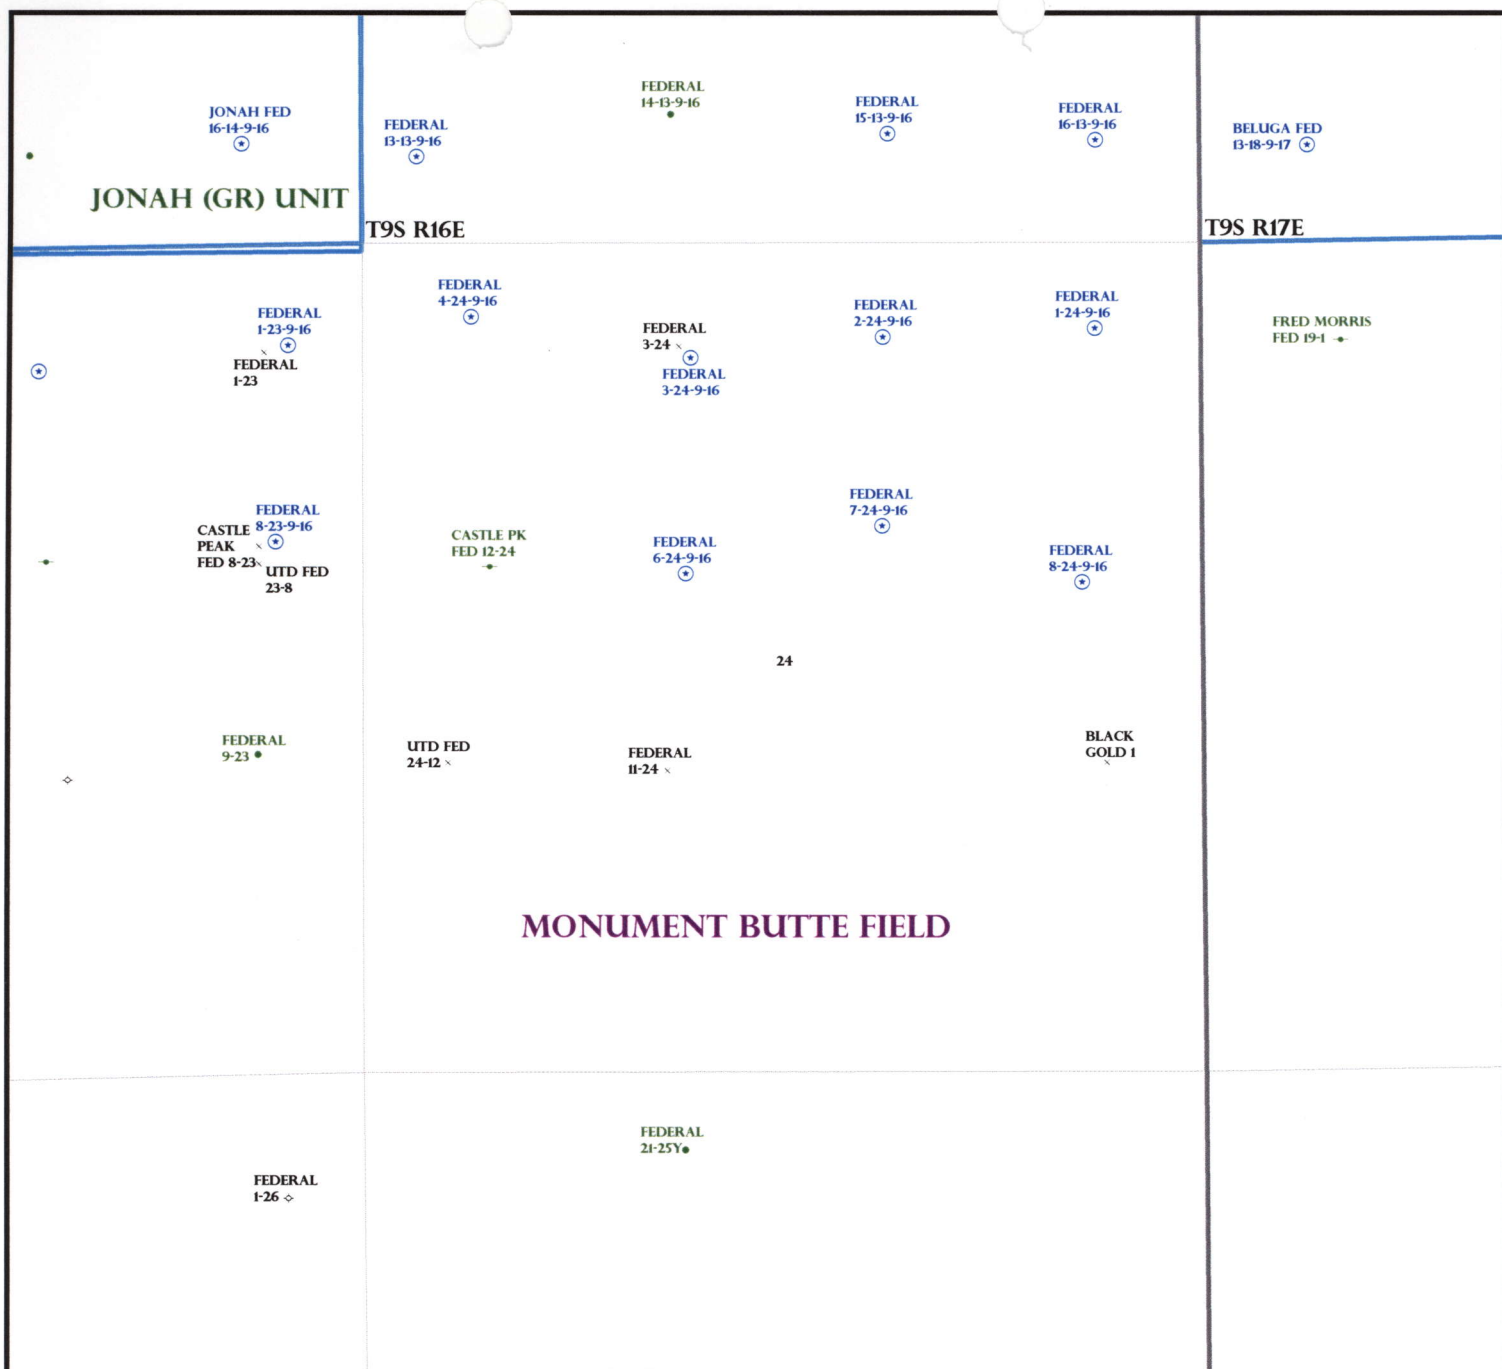 FEDERAL
14-13-9-16
JONAH FED
16-14-9-16
FEDERAL
13-13-9-16
FEDERAL
15-13-9-16
FEDERAL
16-13-9-16
BELUGA FED
13-18-9-17
JONAH (GR) UNIT
T9S R16E
T9S R17E
FEDERAL
4-24-9-16
FEDERAL
1-23-9-16
FEDERAL
1-23
FEDERAL
3-24
FEDERAL
3-24-9-16
FEDERAL
2-24-9-16
FEDERAL
1-24-9-16
FRED MORRIS
FED 19-1
FEDERAL
8-23-9-16
CASTLE
PEAK
FED 8-23
UTD FED
23-8
CASTLE PK
FED 12-24
FEDERAL
6-24-9-16
FEDERAL
7-24-9-16
FEDERAL
8-24-9-16
24
FEDERAL
9-23
UTD FED
24-12
FEDERAL
11-24
BLACK
GOLD 1
MONUMENT BUTTE FIELD
FEDERAL
21-25Y
FEDERAL
1-26